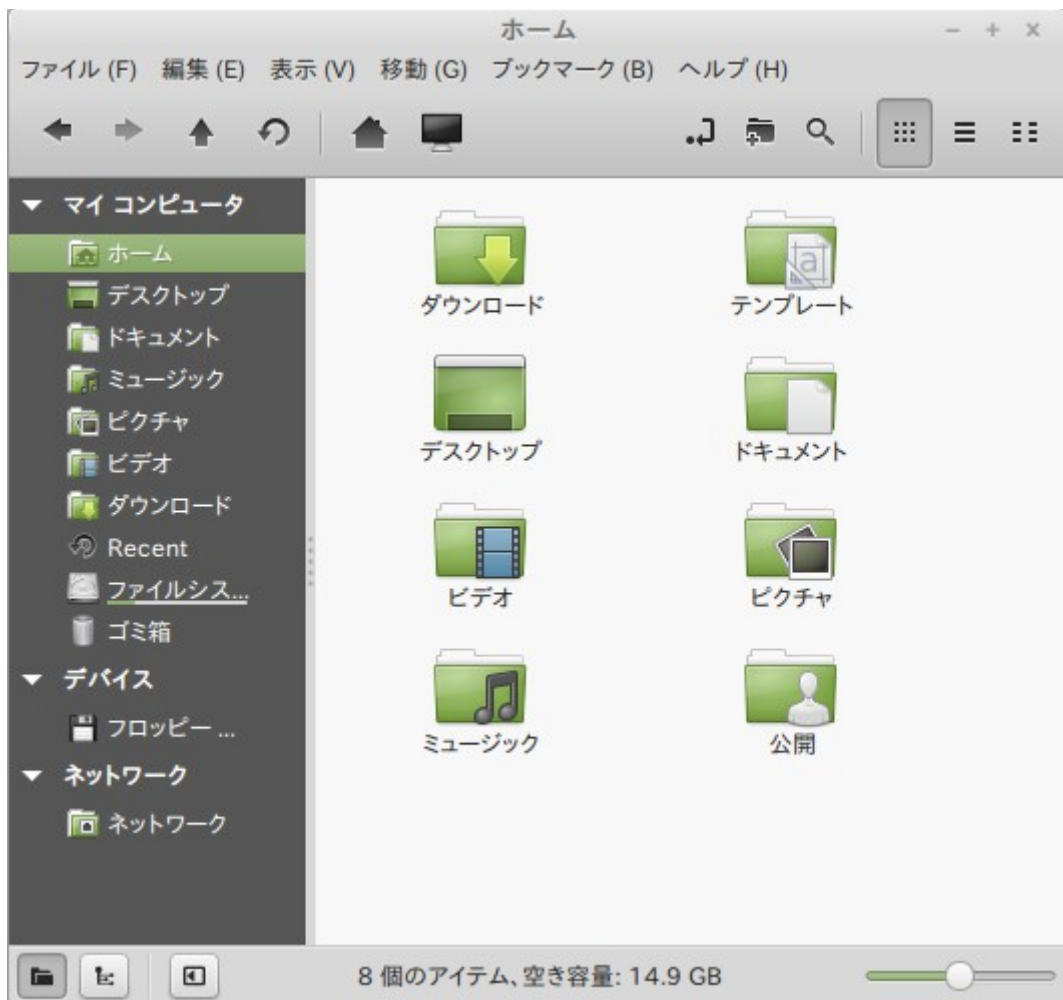 ホーム
ファイル (F) 編集 (E) 表示 (V) 移動 (G) ブックマーク (B) ヘルプ (H)
マイ コンピュータ
ホーム
デスクトップ
ドキュメント
ミュージック
ピクチャ
ビデオ
ダウンロード
Recent
ファイルシス...
ゴミ箱
デバイス
フロッピー ...
ネットワーク
ネットワーク
ダウンロード
テンプレート
デスクトップ
ドキュメント
ビデオ
ピクチャ
ミュージック
公開
8 個のアイテム、空き容量: 14.9 GB